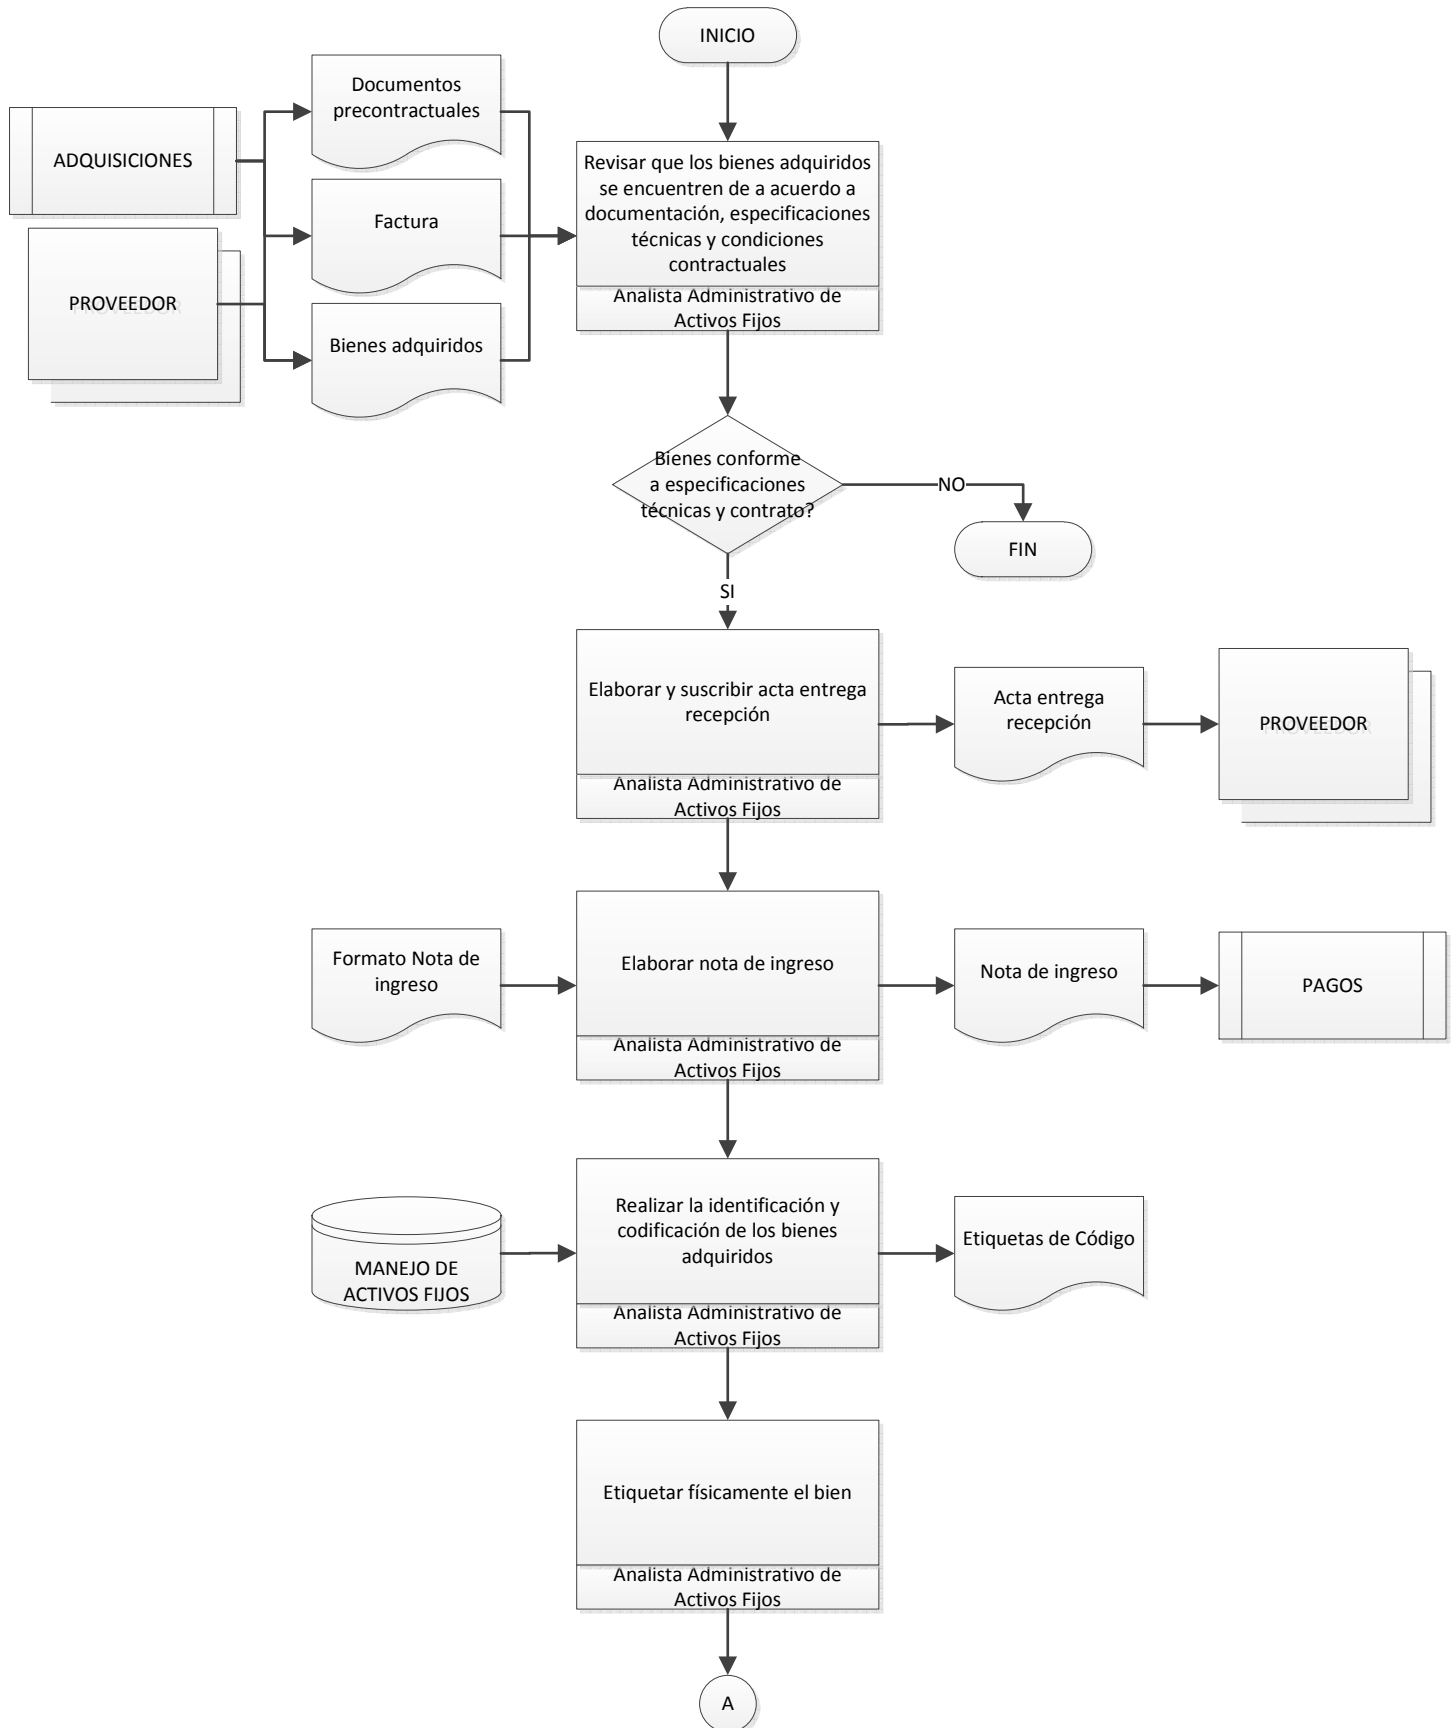 INICIO
Documentos
precontractuales
ADQUISICIONES
Revisar que los bienes adquiridos
se encuentren de a acuerdo a
documentación, especificaciones
técnicas y condiciones
contractuales
Factura
PROVEEDOR
Analista Administrativo de
Activos Fijos
Bienes adquiridos
Bienes conforme
a especificaciones
técnicas y contrato?
NO
FIN
SI
Elaborar y suscribir acta entrega
recepción
Acta entrega
recepción
PROVEEDOR
Analista Administrativo de
Activos Fijos
Formato Nota de
ingreso
Elaborar nota de ingreso
Nota de ingreso
PAGOS
Analista Administrativo de
Activos Fijos
Realizar la identificación y
codificación de los bienes
adquiridos
Etiquetas de Código
MANEJO DE
ACTIVOS FIJOS
Analista Administrativo de
Activos Fijos
Etiquetar físicamente el bien
Analista Administrativo de
Activos Fijos
A